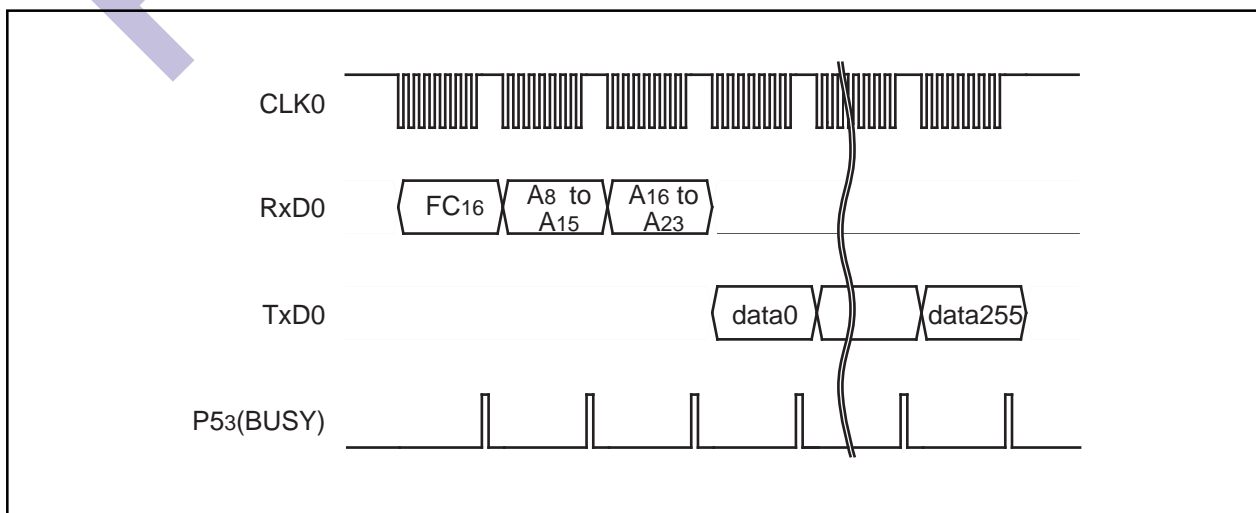 CLK0
RxD0
FC16
A8 to
A15
A16 to
A23
TxD0
data0
data255
P53(BUSY)